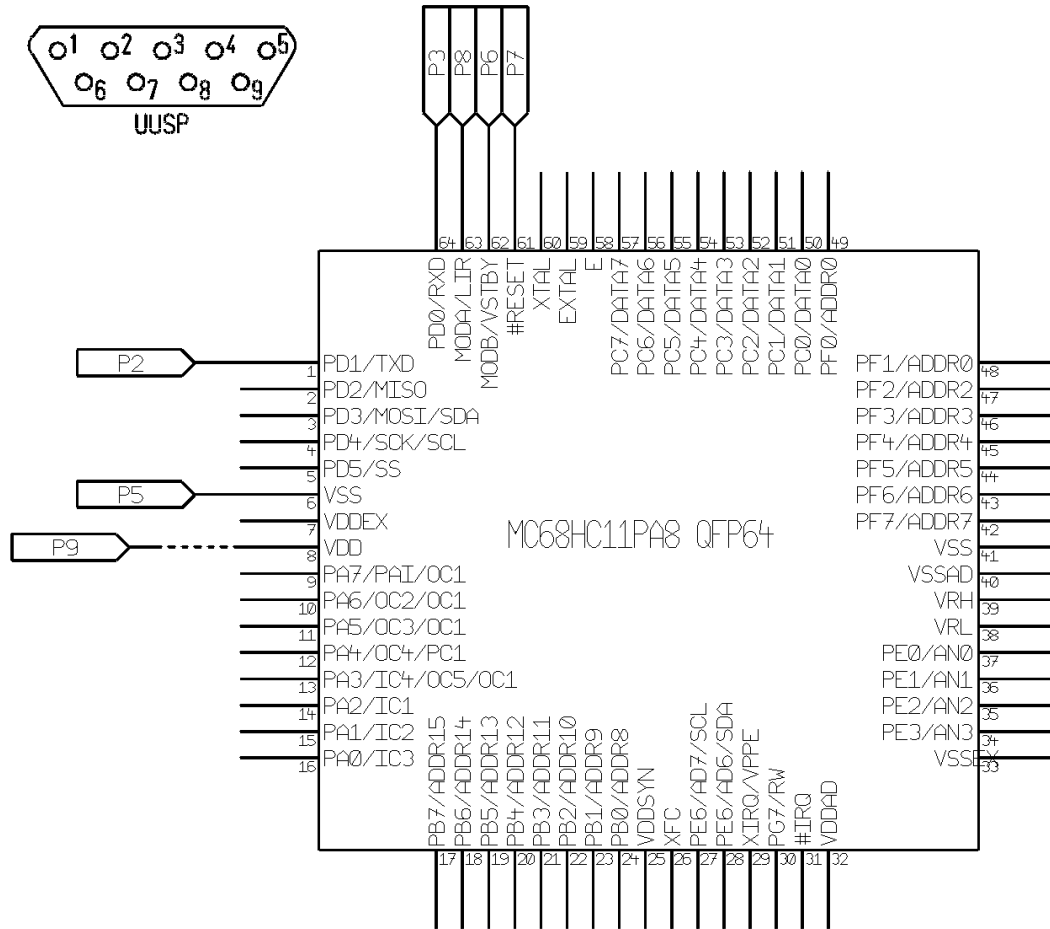 1 2 3 4 5
6 7 8 9
UUSP
P3 P8 P6 P7
64 63 62 61 60 59 58 57 56 55 54 53 52 51 50 49
PD0/RXD
MODA/LIR
MODB/VSTBY
#RESET
XTAL
EXTAL
E
PC7/DATA7
PC6/DATA6
PC5/DATA5
PC4/DATA4
PC3/DATA3
PC2/DATA2
PC1/DATA1
PC0/DATA0
PF0/ADDR0
P2 1 PD1/TXD
2 PD2/MISO
3 PD3/MOSI/SDA
4 PD4/SCK/SCL
5 PD5/SS
P5 6 VSS
7 VDDEX
P9 8 VDD
9 PA7/PAI/OC1
10 PA6/OC2/OC1
11 PA5/OC3/OC1
12 PA4/OC4/PC1
13 PA3/IC4/OC5/OC1
14 PA2/IC1
15 PA1/IC2
16 PA0/IC3
MC68HC11PA8 QFP64
PF1/ADDR0 48
PF2/ADDR2 47
PF3/ADDR3 46
PF4/ADDR4 45
PF5/ADDR5 44
PF6/ADDR6 43
PF7/ADDR7 42
VSS 41
VSSAD 40
VRH 39
VRL 38
PE0/AN0 37
PE1/AN1 36
PE2/AN2 35
PE3/AN3 34
VSSEX 33
PB7/ADDR15
PB6/ADDR14
PB5/ADDR13
PB4/ADDR12
PB3/ADDR11
PB2/ADDR10
PB1/ADDR9
PB0/ADDR8
VDDSYN
XFC
PE6/AD7/SCL
PE6/AD6/SDA
XIRQ/VPPE
PG7/RW
#IRQ
VDDAD
17 18 19 20 21 22 23 24 25 26 27 28 29 30 31 32